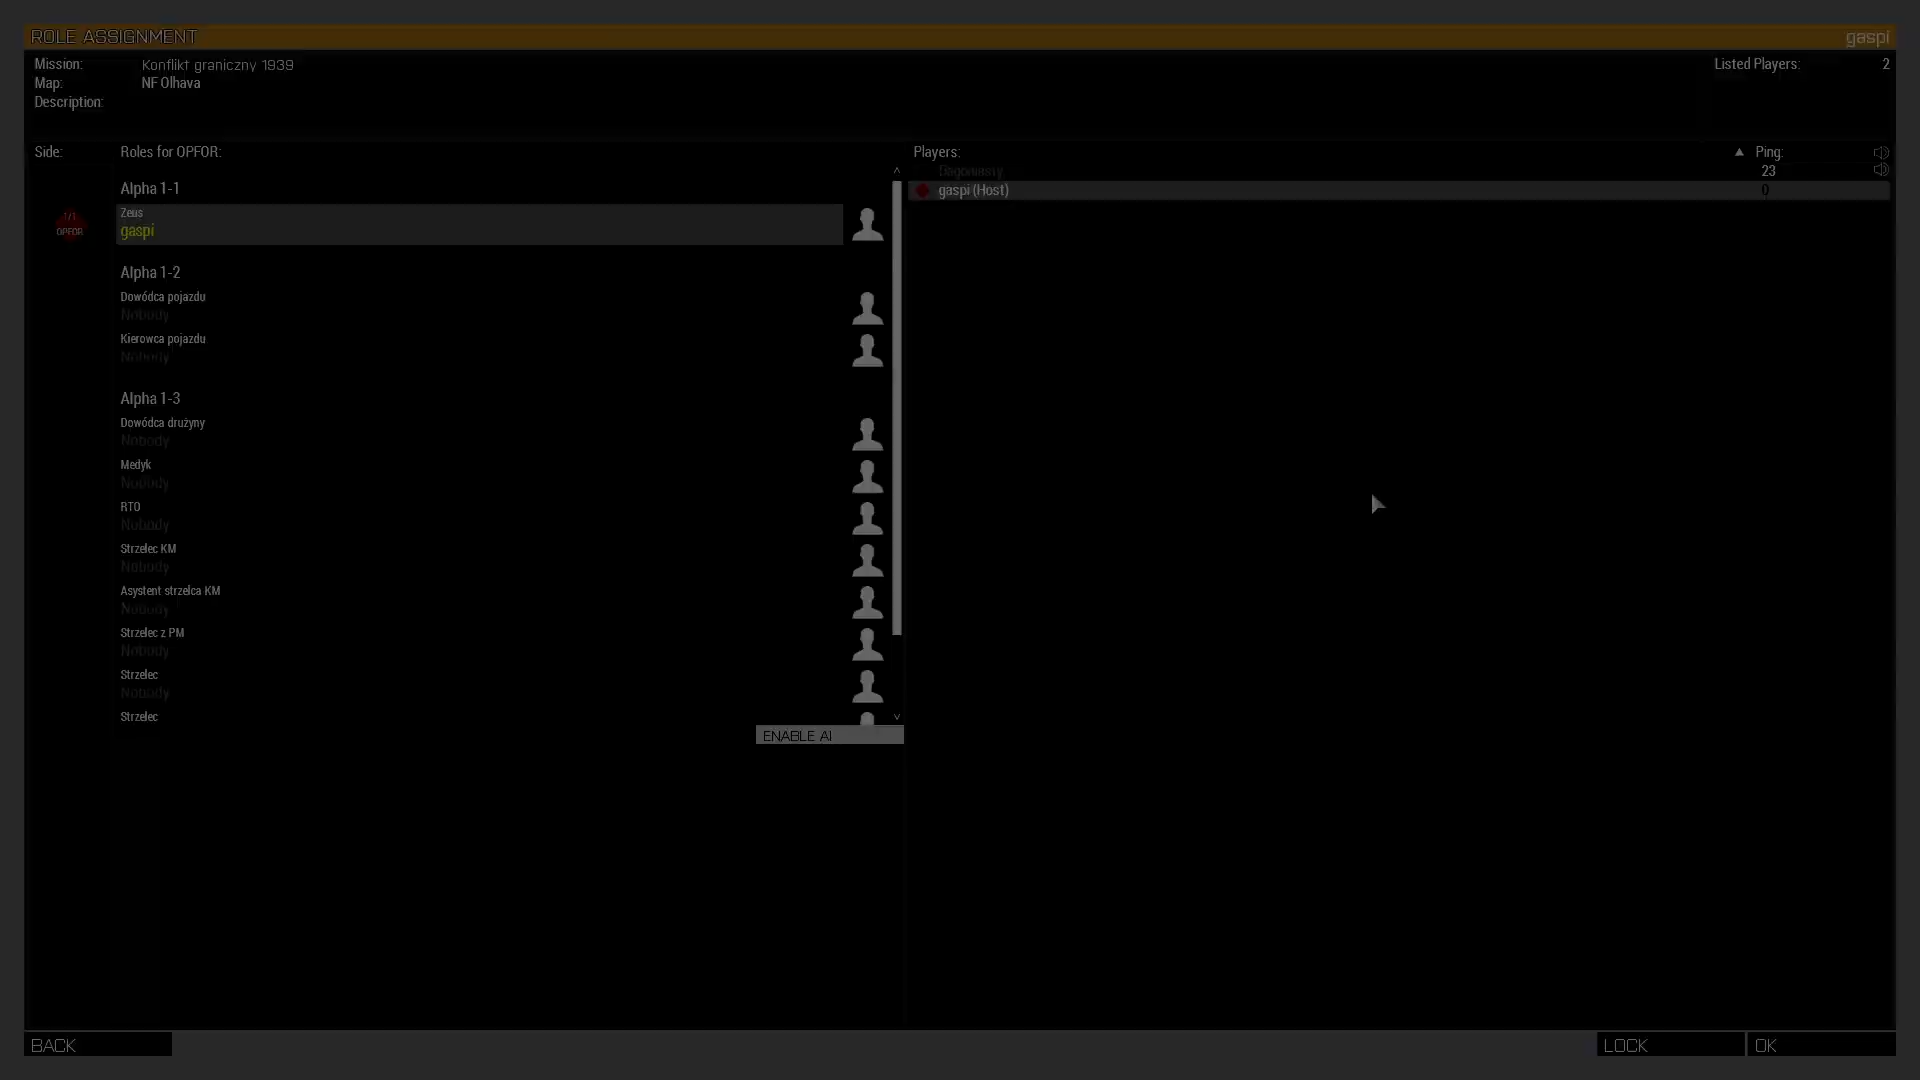 ROLE ASSIGNMENT
gaspi
Mission: Konflikt graniczny 1939
Listed Players: 2
Map: NF Olhava
Description:
Side:
Roles for OPFOR:
Players:
Ping:
Dagoniasty 23
gaspi (Host) 0
Alpha 1-1
1/1
OPFOR
Zeus
gaspi
Alpha 1-2
Dowódca pojazdu
Nobody
Kierowca pojazdu
Nobody
Alpha 1-3
Dowódca drużyny
Nobody
Medyk
Nobody
RTO
Nobody
Strzelec KM
Nobody
Asystent strzelca KM
Nobody
Strzelec z PM
Nobody
Strzelec
Nobody
Strzelec
ENABLE AI
BACK
LOCK
OK